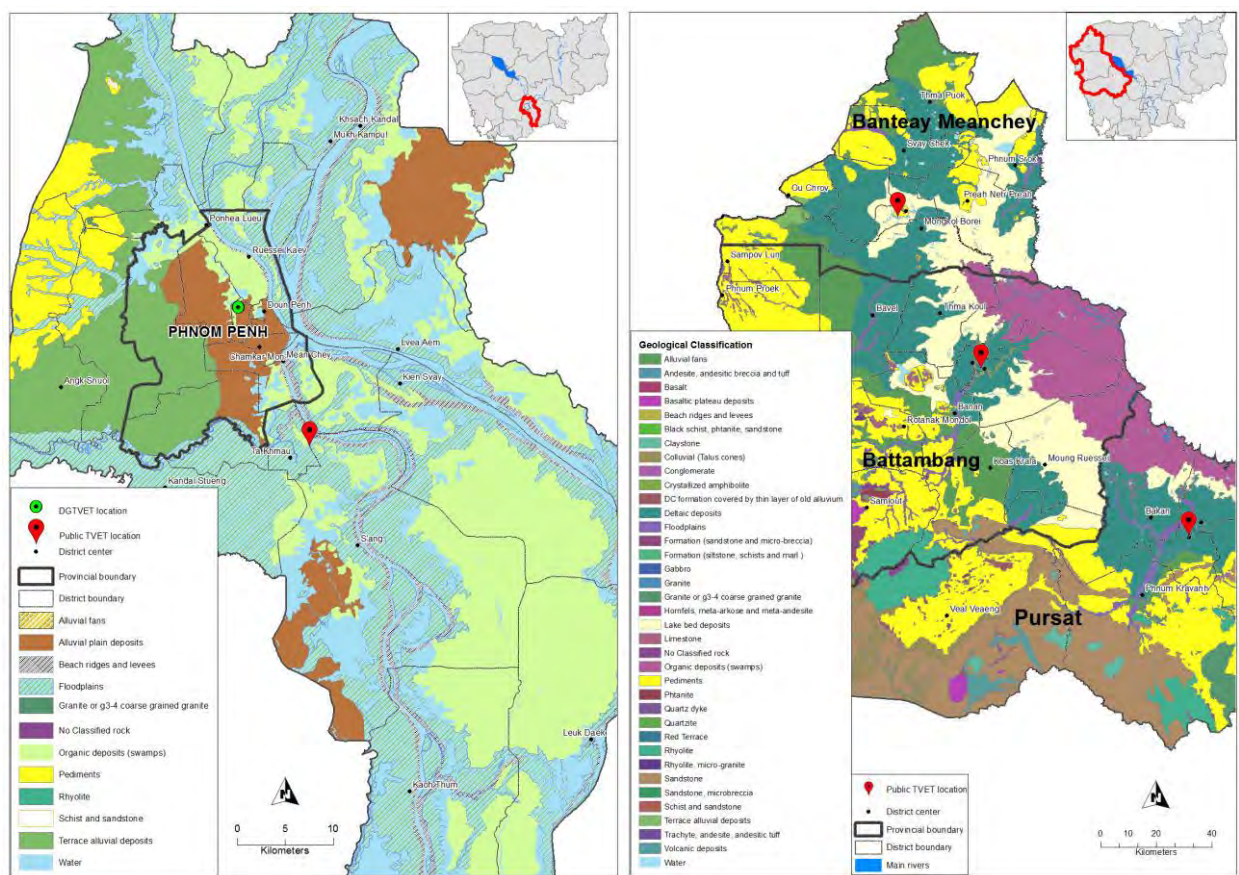 Khsach Kandal
Mukh Kampul
Ponhea Lueu
Ruessei Kaev
Doun Penh
PHNOM PENH
Chamkar Mon
Mean Chey
Lvea Aem
Kien Svay
Angk Snuol
Ta Khmau
Kandal Stueng
S'ang
Leuk Daek
Kaoh Thum
DGTVET location
Public TVET location
District center
Provincial boundary
District boundary
Alluvial fans
Alluvial plain deposits
Beach ridges and levees
Floodplains
Granite or g3-4 coarse grained granite
No Classified rock
Organic deposits (swamps)
Pediments
Rhyolite
Schist and sandstone
Terrace alluvial deposits
Water
N
0 5 10
Kilometers
Thma Puok
Banteay Meanchey
Svay Chek
Phnum Srok
Ou Chrov
Preah Netr Preah
Mongkol Borei
Sampov Lun
Phnum Proek
Bavel
Thma Koul
Banan
Rotanak Mondol
Battambang
Koas Krala
Moung Ruessei
Samlout
Bakan
Phnum Kravanh
Veal Veaeng
Pursat
Geological Classification
Alluvial fans
Andesite, andesitic breccia and tuff
Basalt
Basaltic plateau deposits
Beach ridges and levees
Black schist, phtanite, sandstone
Claystone
Colluvial (Talus cones)
Conglomerate
Crystallized amphibolite
DC formation covered by thin layer of old alluvium
Deltaic deposits
Floodplains
Formation (sandstone and micro-breccia)
Formation (siltstone, schists and marl.)
Gabbro
Granite
Granite or g3-4 coarse grained granite
Hornfels, meta-arkose and meta-andesite
Lake bed deposits
Limestone
No Classified rock
Organic deposits (swamps)
Pediments
Phtanite
Quartz dyke
Quartzite
Red Terrace
Rhyolite
Rhyolite, micro-granite
Sandstone
Sandstone, microbreccia
Schist and sandstone
Terrace alluvial deposits
Trachyte, andesite, andesitic tuff
Volcanic deposits
Water
Public TVET location
District center
Provincial boundary
District boundary
Main rivers
N
0 10 20 40
Kilometers